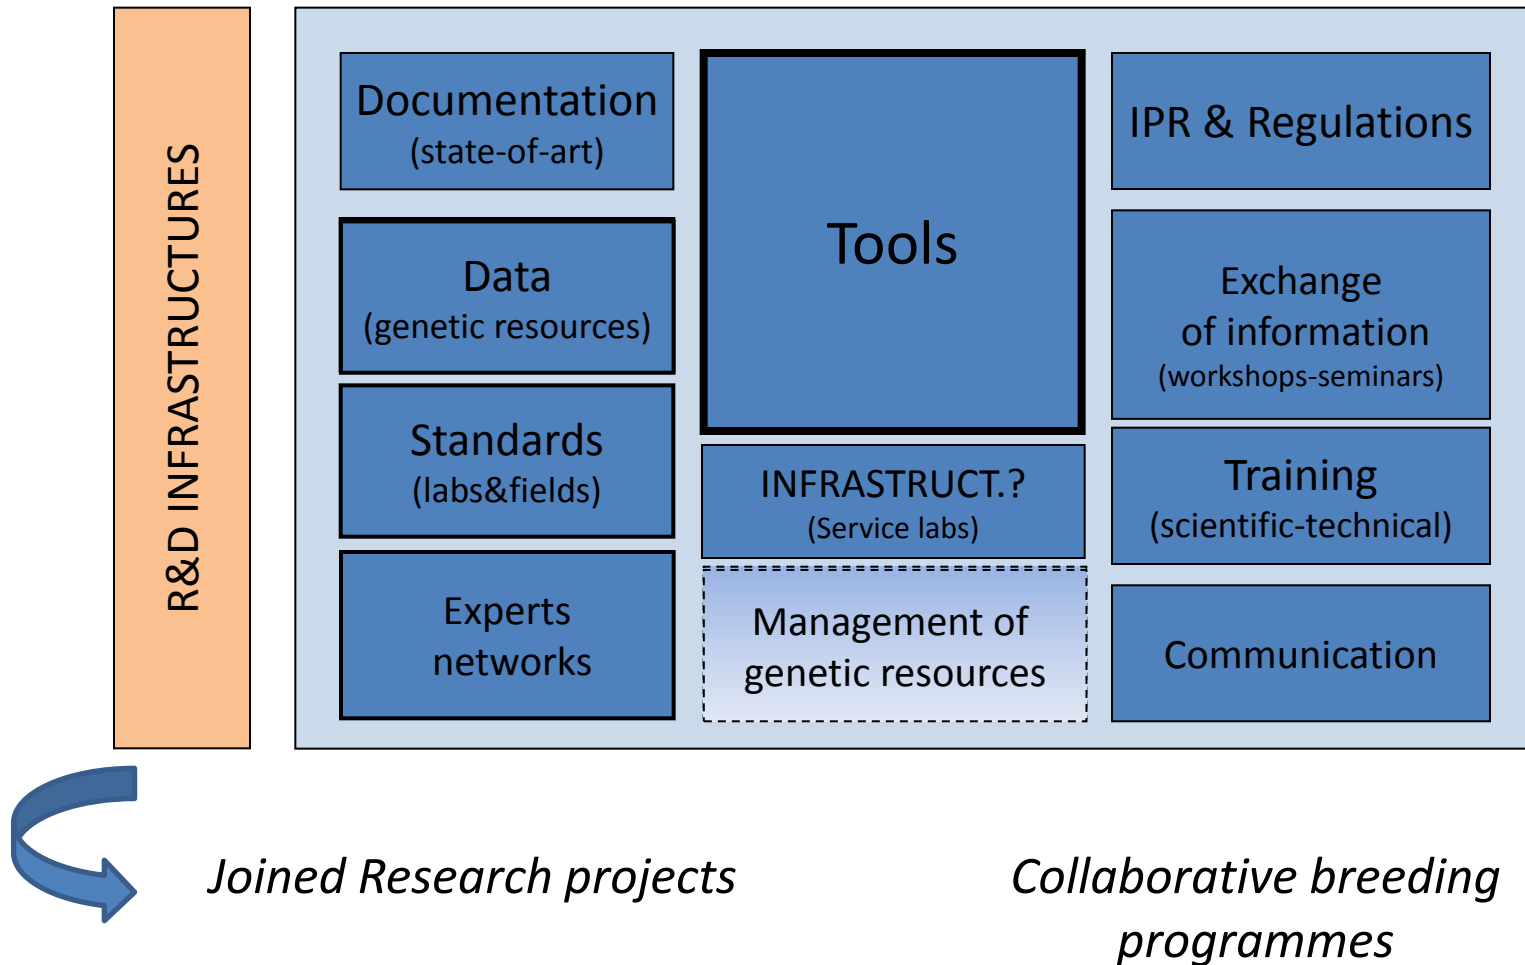 R&D INFRASTRUCTURES
Documentation
(state-of-art)
Data
(genetic resources)
Standards
(labs&fields)
Experts
networks
Tools
INFRASTRUCT.?
(Service labs)
Management of
genetic resources
IPR & Regulations
Exchange
of information
(workshops-seminars)
Training
(scientific-technical)
Communication
Joined Research projects
Collaborative breeding
programmes